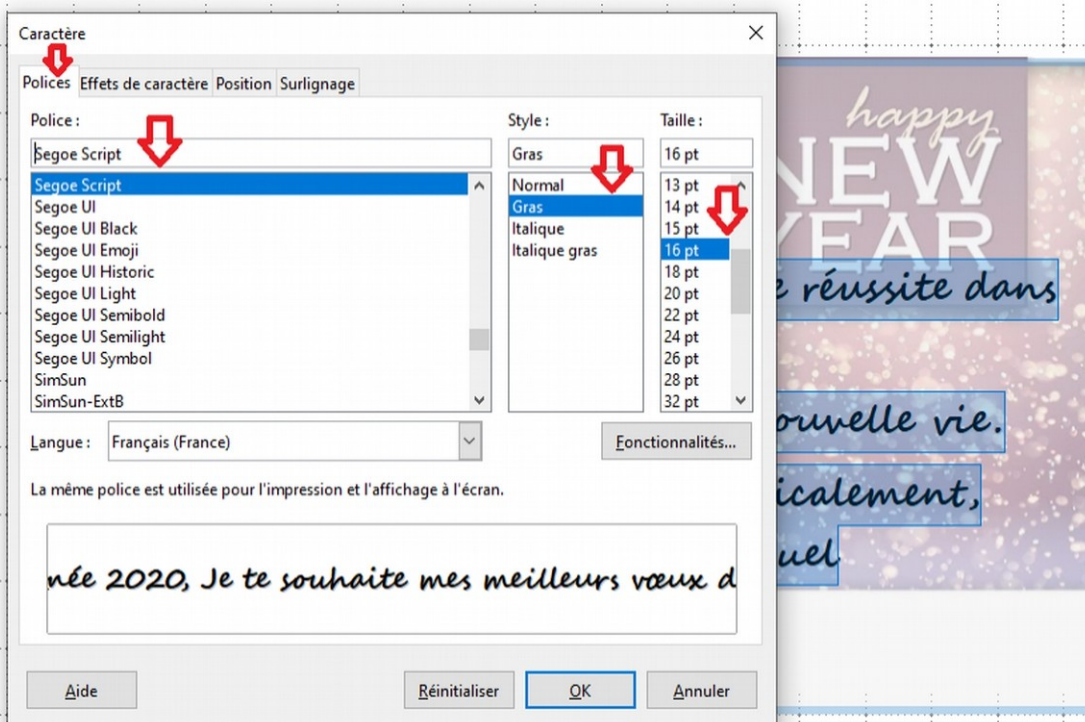 Caractère
Polices Effets de caractère Position Surlignage
Police :
Segoe Script
Segoe Script
Segoe UI
Segoe UI Black
Segoe UI Emoji
Segoe UI Historic
Segoe UI Light
Segoe UI Semibold
Segoe UI Semilight
Segoe UI Symbol
SimSun
SimSun-ExtB
Style :
Gras
Normal
Gras
Italique
Italique gras
Taille :
16 pt
13 pt
14 pt
15 pt
16 pt
18 pt
20 pt
22 pt
24 pt
26 pt
28 pt
32 pt
Langue : Français (France)
Fonctionnalités...
La même police est utilisée pour l'impression et l'affichage à l'écran.
née 2020, Je te souhaite mes meilleurs vœux d
Aide Réinitialiser OK Annuler
happy
NEW
YEAR
e réussite dans
ouvelle vie.
icalement,
uel